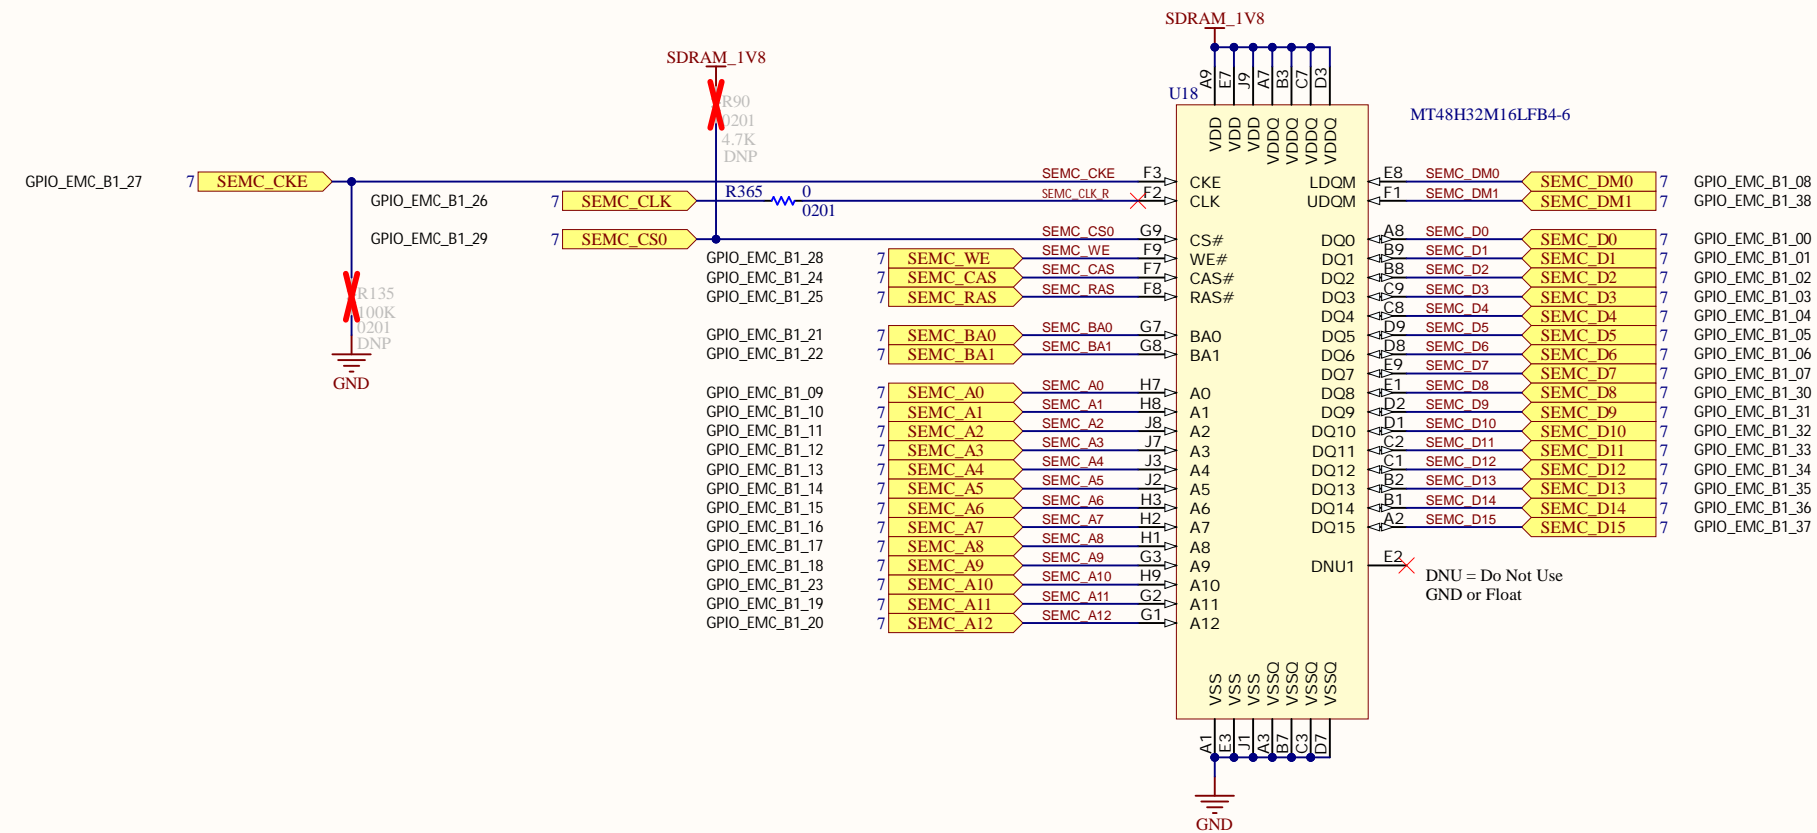 SDRAM_1V8
SDRAM_1V8
A9 E7 J9 A7 B3 C7 D3
U18
MT48H32M16LFB4-6
R90
0201
4.7K
DNP
VDD VDD VDD VDDQ VDDQ VDDQ VDDQ
GPIO_EMC_B1_27 7 SEMC_CKE SEMC_CKE F3 CKE LDQM E8 SEMC_DM0 SEMC_DM0 7 GPIO_EMC_B1_08
GPIO_EMC_B1_26 7 SEMC_CLK R365 0 0201 SEMC_CLK_R F2 CLK UDQM F1 SEMC_DM1 SEMC_DM1 7 GPIO_EMC_B1_38
GPIO_EMC_B1_29 7 SEMC_CS0 SEMC_CS0 G9 CS# DQ0 A8 SEMC_D0 SEMC_D0 7 GPIO_EMC_B1_00
GPIO_EMC_B1_28 7 SEMC_WE SEMC_WE F9 WE# DQ1 B9 SEMC_D1 SEMC_D1 7 GPIO_EMC_B1_01
GPIO_EMC_B1_24 7 SEMC_CAS SEMC_CAS F7 CAS# DQ2 B8 SEMC_D2 SEMC_D2 7 GPIO_EMC_B1_02
GPIO_EMC_B1_25 7 SEMC_RAS SEMC_RAS F8 RAS# DQ3 C9 SEMC_D3 SEMC_D3 7 GPIO_EMC_B1_03
R135
100K
0201
DNP
GND
DQ4 C8 SEMC_D4 SEMC_D4 7 GPIO_EMC_B1_04
GPIO_EMC_B1_21 7 SEMC_BA0 SEMC_BA0 G7 BA0 DQ5 D9 SEMC_D5 SEMC_D5 7 GPIO_EMC_B1_05
GPIO_EMC_B1_22 7 SEMC_BA1 SEMC_BA1 G8 BA1 DQ6 D8 SEMC_D6 SEMC_D6 7 GPIO_EMC_B1_06
DQ7 E9 SEMC_D7 SEMC_D7 7 GPIO_EMC_B1_07
GPIO_EMC_B1_09 7 SEMC_A0 SEMC_A0 H7 A0 DQ8 E1 SEMC_D8 SEMC_D8 7 GPIO_EMC_B1_30
GPIO_EMC_B1_10 7 SEMC_A1 SEMC_A1 H8 A1 DQ9 D2 SEMC_D9 SEMC_D9 7 GPIO_EMC_B1_31
GPIO_EMC_B1_11 7 SEMC_A2 SEMC_A2 J8 A2 DQ10 D1 SEMC_D10 SEMC_D10 7 GPIO_EMC_B1_32
GPIO_EMC_B1_12 7 SEMC_A3 SEMC_A3 J7 A3 DQ11 C2 SEMC_D11 SEMC_D11 7 GPIO_EMC_B1_33
GPIO_EMC_B1_13 7 SEMC_A4 SEMC_A4 J3 A4 DQ12 C1 SEMC_D12 SEMC_D12 7 GPIO_EMC_B1_34
GPIO_EMC_B1_14 7 SEMC_A5 SEMC_A5 J2 A5 DQ13 B2 SEMC_D13 SEMC_D13 7 GPIO_EMC_B1_35
GPIO_EMC_B1_15 7 SEMC_A6 SEMC_A6 H3 A6 DQ14 B1 SEMC_D14 SEMC_D14 7 GPIO_EMC_B1_36
GPIO_EMC_B1_16 7 SEMC_A7 SEMC_A7 H2 A7 DQ15 A2 SEMC_D15 SEMC_D15 7 GPIO_EMC_B1_37
GPIO_EMC_B1_17 7 SEMC_A8 SEMC_A8 H1 A8
GPIO_EMC_B1_18 7 SEMC_A9 SEMC_A9 G3 A9 DNU1 E2
GPIO_EMC_B1_23 7 SEMC_A10 SEMC_A10 H9 A10
GPIO_EMC_B1_19 7 SEMC_A11 SEMC_A11 G2 A11
GPIO_EMC_B1_20 7 SEMC_A12 SEMC_A12 G1 A12
DNU = Do Not Use
GND or Float
VSS VSS VSS VSSQ VSSQ VSSQ VSSQ
A1 E3 J1 A3 B7 C3 D7
GND